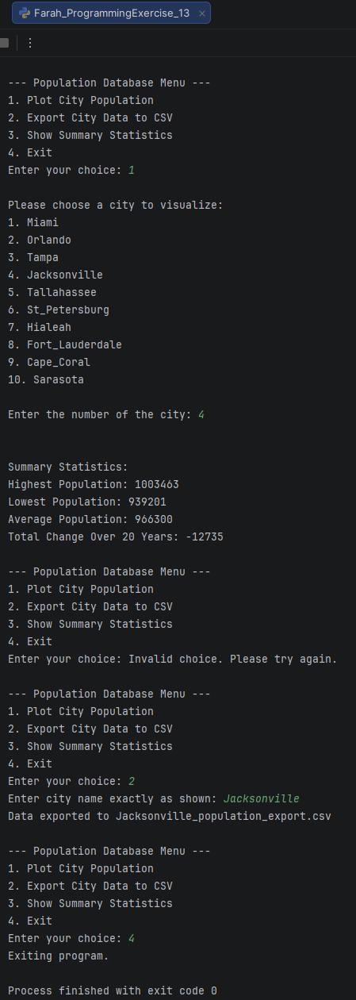 Farah_ProgrammingExercise_13
--- Population Database Menu ---
1. Plot City Population
2. Export City Data to CSV
3. Show Summary Statistics
4. Exit
Enter your choice: 1
Please choose a city to visualize:
1. Miami
2. Orlando
3. Tampa
4. Jacksonville
5. Tallahassee
6. St_Petersburg
7. Hialeah
8. Fort_Lauderdale
9. Cape_Coral
10. Sarasota
Enter the number of the city: 4
Summary Statistics:
Highest Population: 1003463
Lowest Population: 939201
Average Population: 966300
Total Change Over 20 Years: -12735
--- Population Database Menu ---
1. Plot City Population
2. Export City Data to CSV
3. Show Summary Statistics
4. Exit
Enter your choice: Invalid choice. Please try again.
--- Population Database Menu ---
1. Plot City Population
2. Export City Data to CSV
3. Show Summary Statistics
4. Exit
Enter your choice: 2
Enter city name exactly as shown: Jacksonville
Data exported to Jacksonville_population_export.csv
--- Population Database Menu ---
1. Plot City Population
2. Export City Data to CSV
3. Show Summary Statistics
4. Exit
Enter your choice: 4
Exiting program.
Process finished with exit code 0